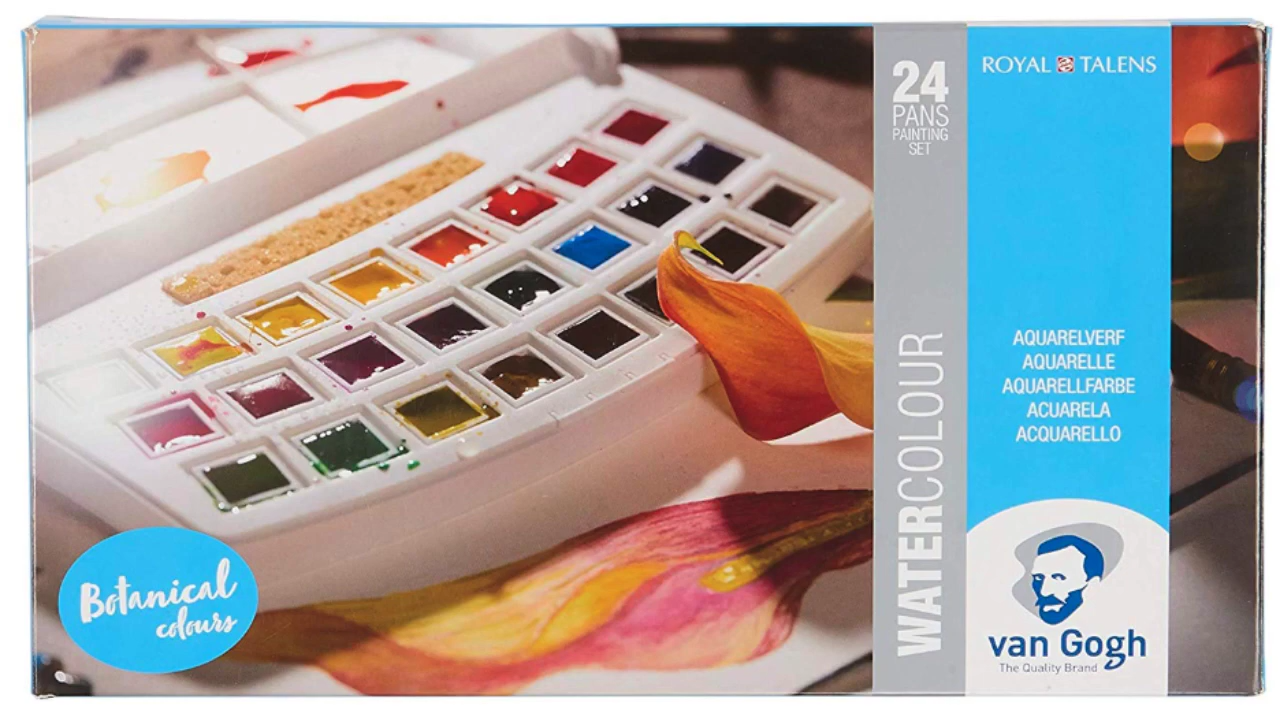 24
PANS
PAINTING
SET
ROYAL TALENS
WATERCOLOUR
AQUARELVERF
AQUARELLE
AQUARELLFARBE
ACUARELA
ACQUARELLO
Botanical
colours
van Gogh
The Quality Brand